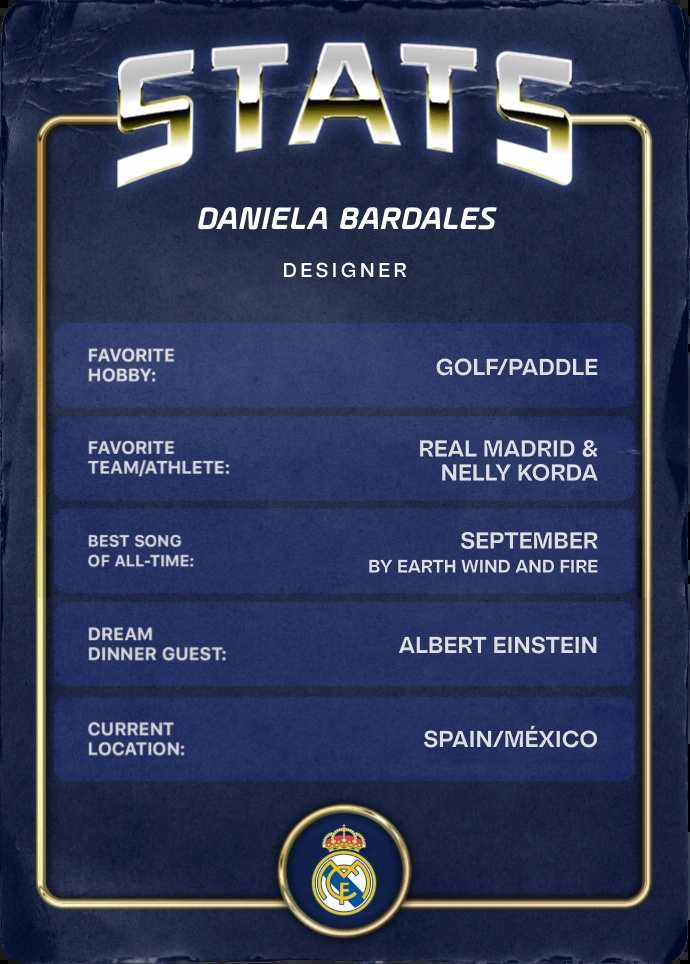 STATS
DANIELA BARDALES
DESIGNER
FAVORITE
HOBBY:
GOLF/PADDLE
FAVORITE
TEAM/ATHLETE:
REAL MADRID &
NELLY KORDA
BEST SONG
OF ALL-TIME:
SEPTEMBER
BY EARTH WIND AND FIRE
DREAM
DINNER GUEST:
ALBERT EINSTEIN
CURRENT
LOCATION:
SPAIN/MÉXICO